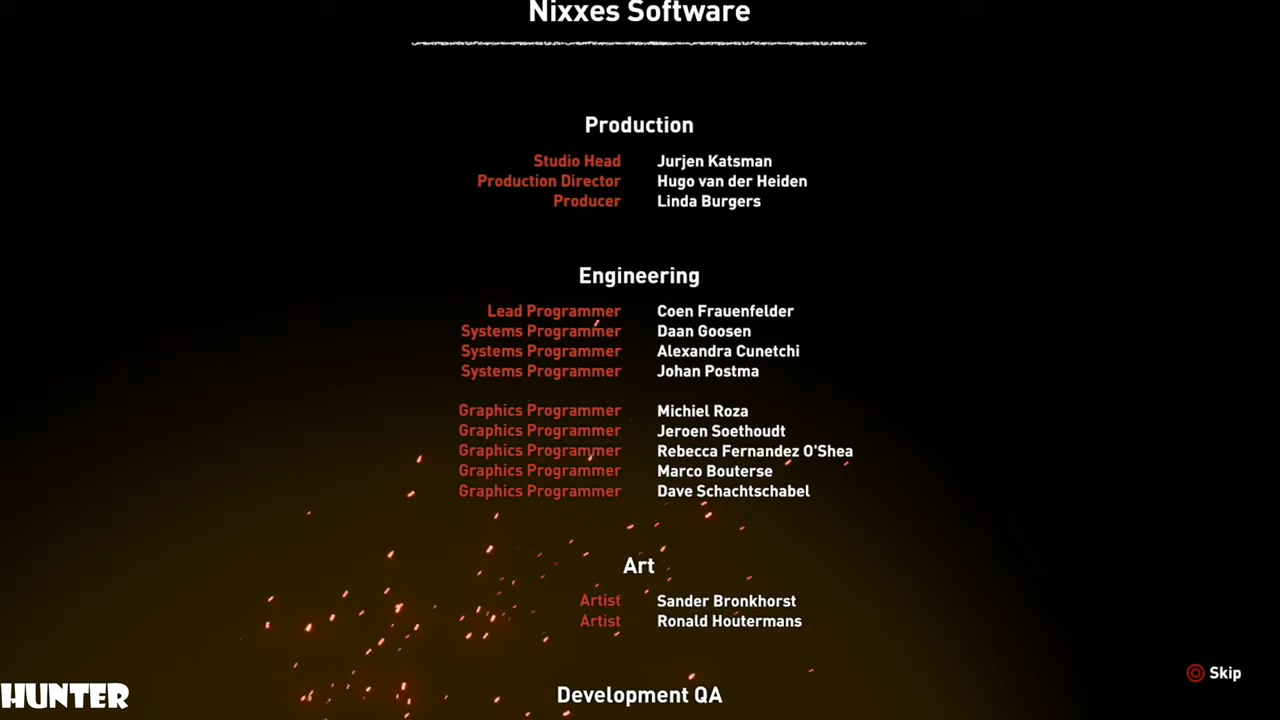 Nixxes Software
Production
Studio Head Jurjen Katsman
Production Director Hugo van der Heiden
Producer Linda Burgers
Engineering
Lead Programmer Coen Frauenfelder
Systems Programmer Daan Goosen
Systems Programmer Alexandra Cunetchi
Systems Programmer Johan Postma
Graphics Programmer Michiel Roza
Graphics Programmer Jeroen Soethoudt
Graphics Programmer Rebecca Fernandez O'Shea
Graphics Programmer Marco Bouterse
Graphics Programmer Dave Schachtschabel
Art
Artist Sander Bronkhorst
Artist Ronald Houtermans
Skip
HUNTER
Development QA